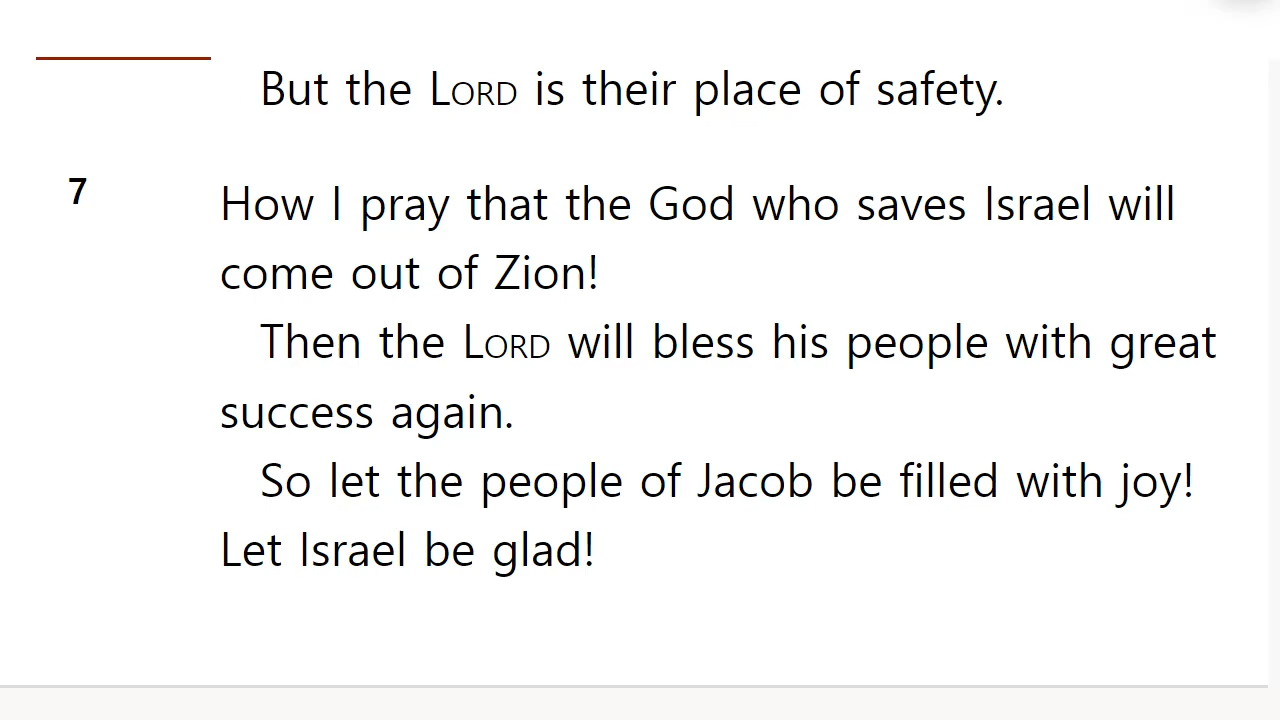 But the LORD is their place of safety.
7 How I pray that the God who saves Israel will
come out of Zion!
Then the LORD will bless his people with great
success again.
So let the people of Jacob be filled with joy!
Let Israel be glad!